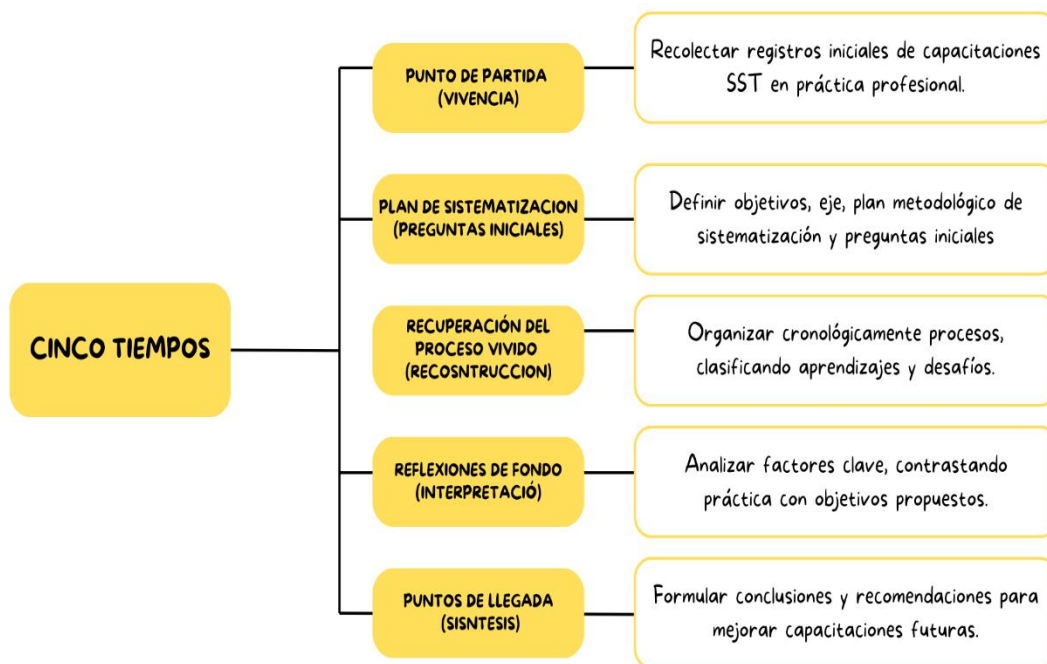 CINCO TIEMPOS
PUNTO DE PARTIDA
(VIVENCIA)
Recolectar registros iniciales de capacitaciones
SST en práctica profesional.
PLAN DE SISTEMATIZACION
(PREGUNTAS INICIALES)
Definir objetivos, eje, plan metodológico de
sistematización y preguntas iniciales
RECUPERACIÓN DEL
PROCESO VIVIDO
(RECOSNTRUCCION)
Organizar cronológicamente procesos,
clasificando aprendizajes y desafíos.
REFLEXIONES DE FONDO
(INTERPRETACIÓ)
Analizar factores clave, contrastando
práctica con objetivos propuestos.
PUNTOS DE LLEGADA
(SISNTESIS)
Formular conclusiones y recomendaciones para
mejorar capacitaciones futuras.